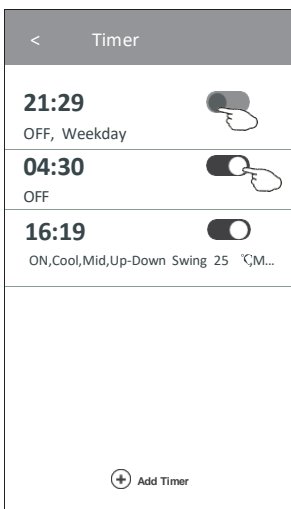 < Timer
21:29
OFF, Weekday
04:30
OFF
16:19
ON,Cool,Mid,Up-Down Swing 25 ℃,M...
Add Timer